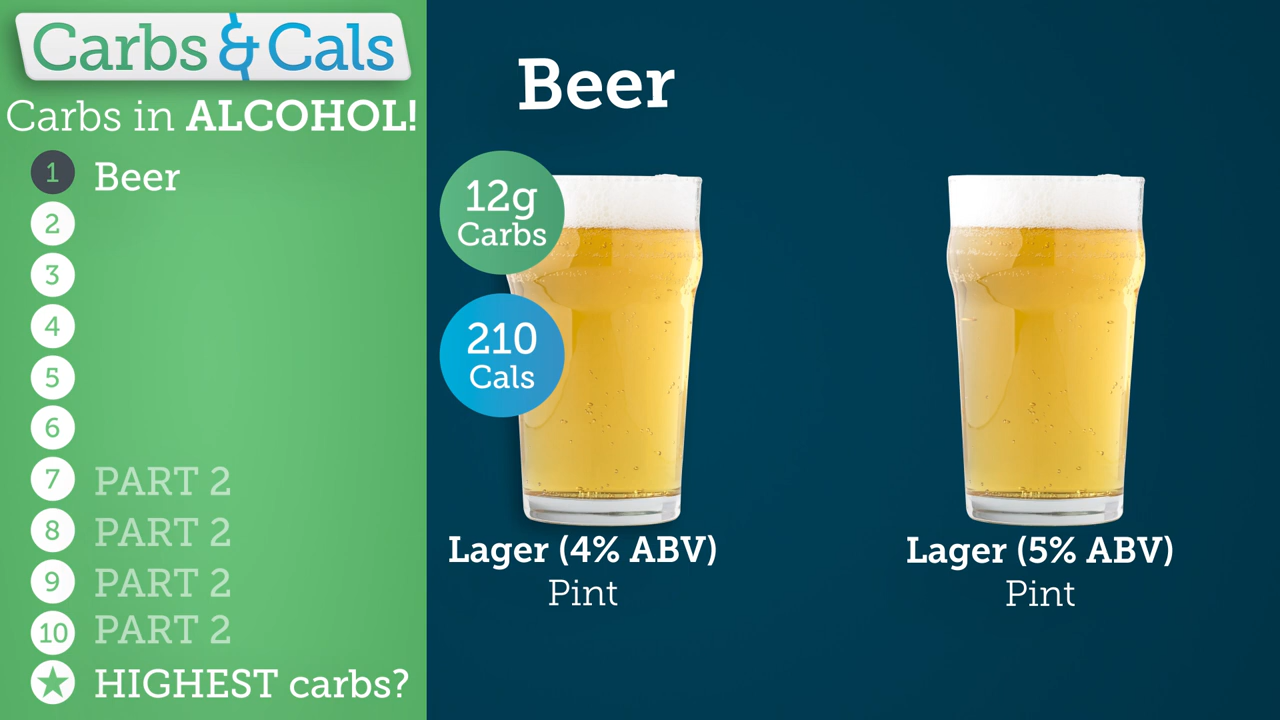 Carbs & Cals
Carbs in ALCOHOL!
1 Beer
2
3
4
5
6
7 PART 2
8 PART 2
9 PART 2
10 PART 2
HIGHEST carbs?
Beer
12g
Carbs
210
Cals
Lager (4% ABV)
Pint
Lager (5% ABV)
Pint